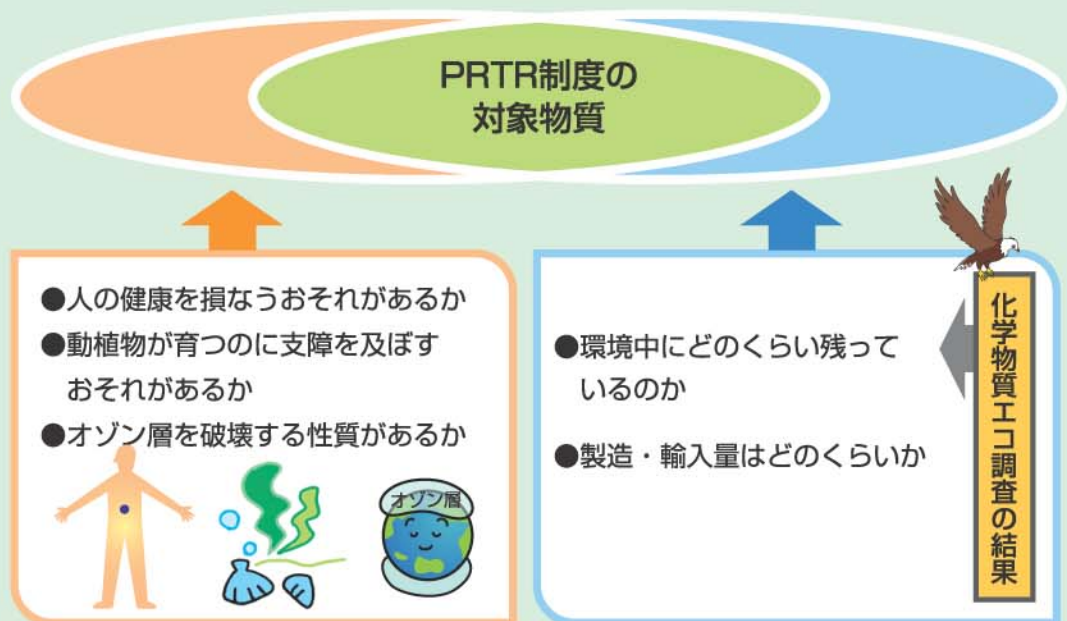 PRTR制度の
対象物質
●人の健康を損なうおそれがあるか
●動植物が育つのに支障を及ぼす
おそれがあるか
●オゾン層を破壊する性質があるか
オゾン層
●環境中にどのくらい残って
いるのか
●製造・輸入量はどのくらいか
化学物質エコ調査の結果